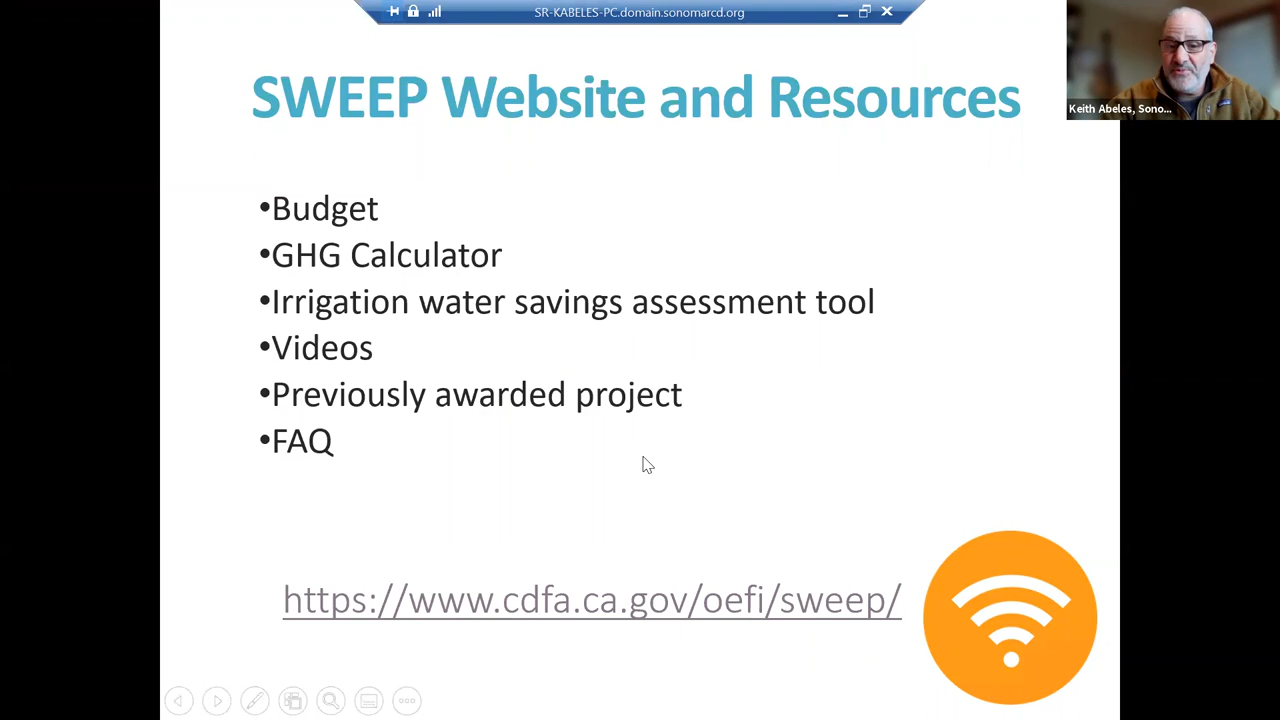 SR-KABELES-PC.domain.sonomarcd.org
SWEEP Website and Resources
Keith Abeles, Sono...
•Budget
•GHG Calculator
•Irrigation water savings assessment tool
•Videos
•Previously awarded project
•FAQ
https://www.cdfa.ca.gov/oefi/sweep/